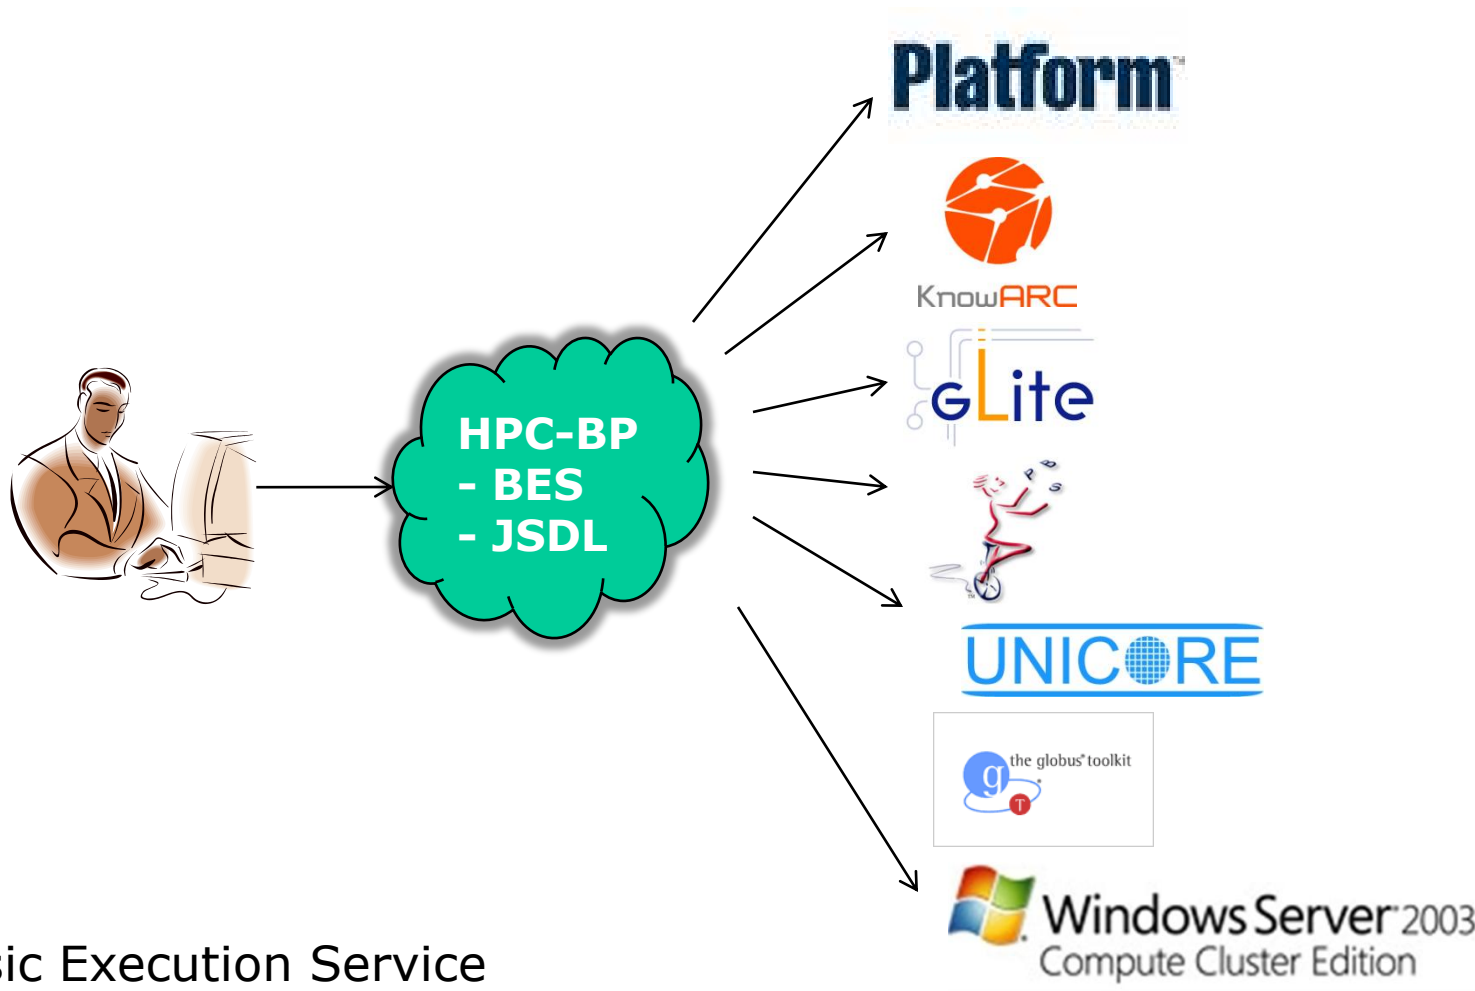 Platform
KnowARC
gLite
HPC-BP
- BES
- JSDL
P B S
UNICORE
the globus® toolkit
g
T
Windows Server 2003
Compute Cluster Edition
Execution Service